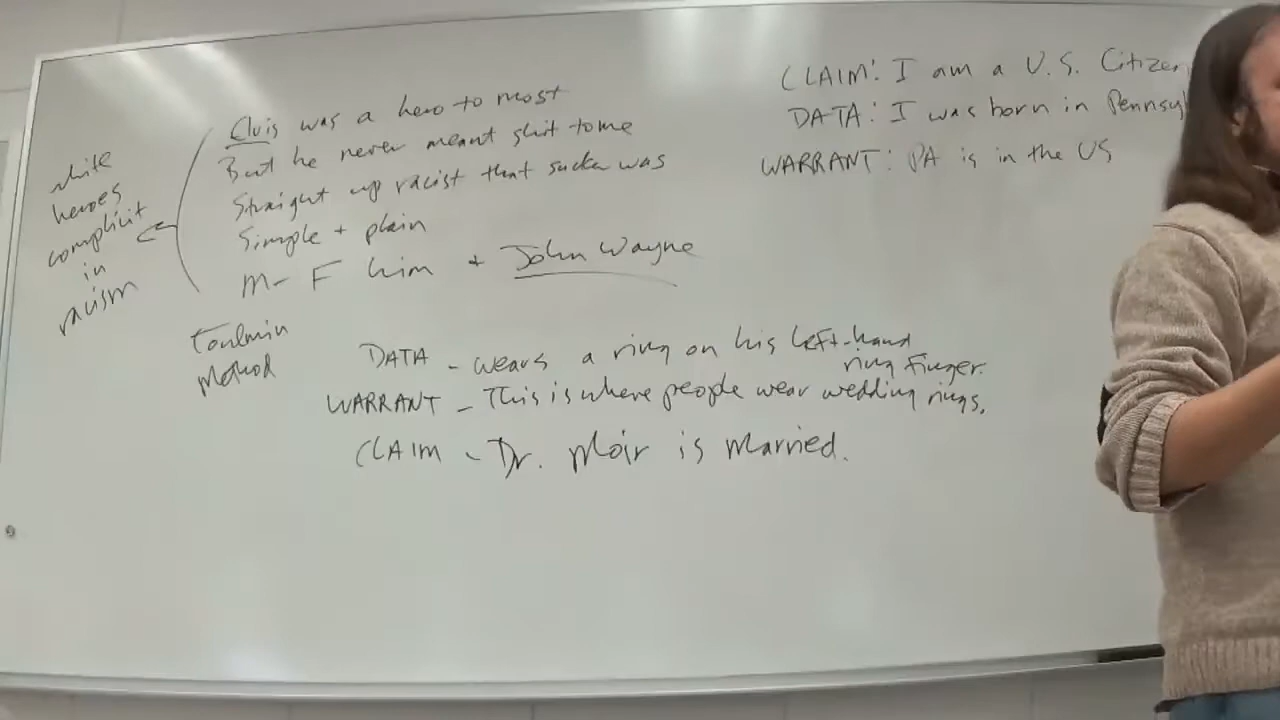 white
heroes
complicit
in
racism
Elvis was a hero to most
But he never meant shit to me
Straight up racist that sucka was
Simple + plain
M-F him + John Wayne
CLAIM: I am a U.S. Citizen
DATA: I was born in Pennsyl
WARRANT: PA is in the US
Toulmin
Method
DATA - wears a ring on his left-hand
ring finger.
WARRANT - This is where people wear wedding rings.
CLAIM - Dr. Moir is married.